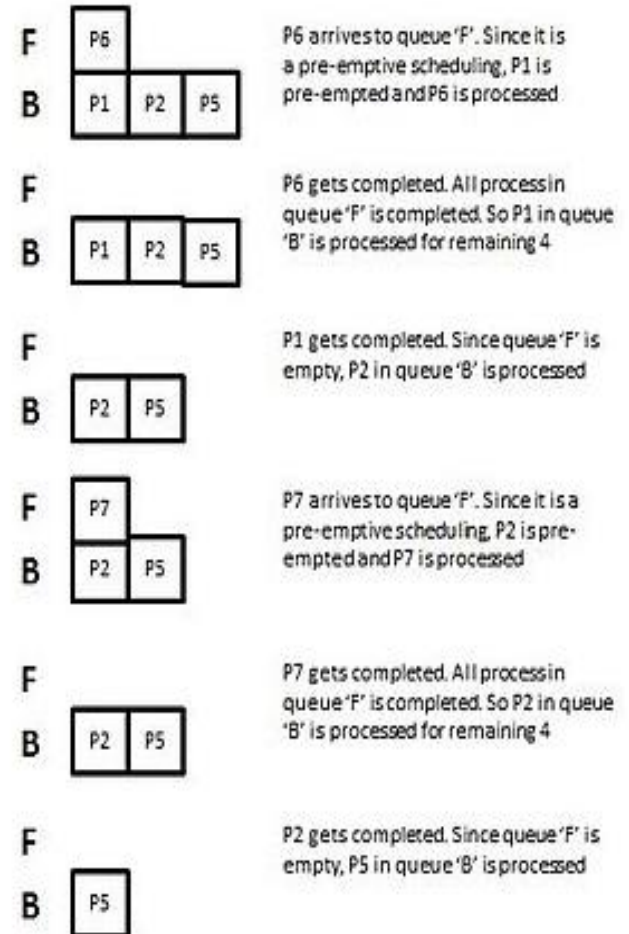 F P6
B P1 P2 P5
P6 arrives to queue 'F'. Since it is
a pre-emptive scheduling, P1 is
pre-empted and P6 is processed
F
B P1 P2 P5
P6 gets completed. All process in
queue 'F' is completed. So P1 in queue
'B' is processed for remaining 4
F
B P2 P5
P1 gets completed. Since queue 'F' is
empty, P2 in queue 'B' is processed
F P7
B P2 P5
P7 arrives to queue 'F'. Since it is a
pre-emptive scheduling, P2 is pre-
empted and P7 is processed
F
B P2 P5
P7 gets completed. All process in
queue 'F' is completed. So P2 in queue
'B' is processed for remaining 4
F
B P5
P2 gets completed. Since queue 'F' is
empty, P5 in queue 'B' is processed